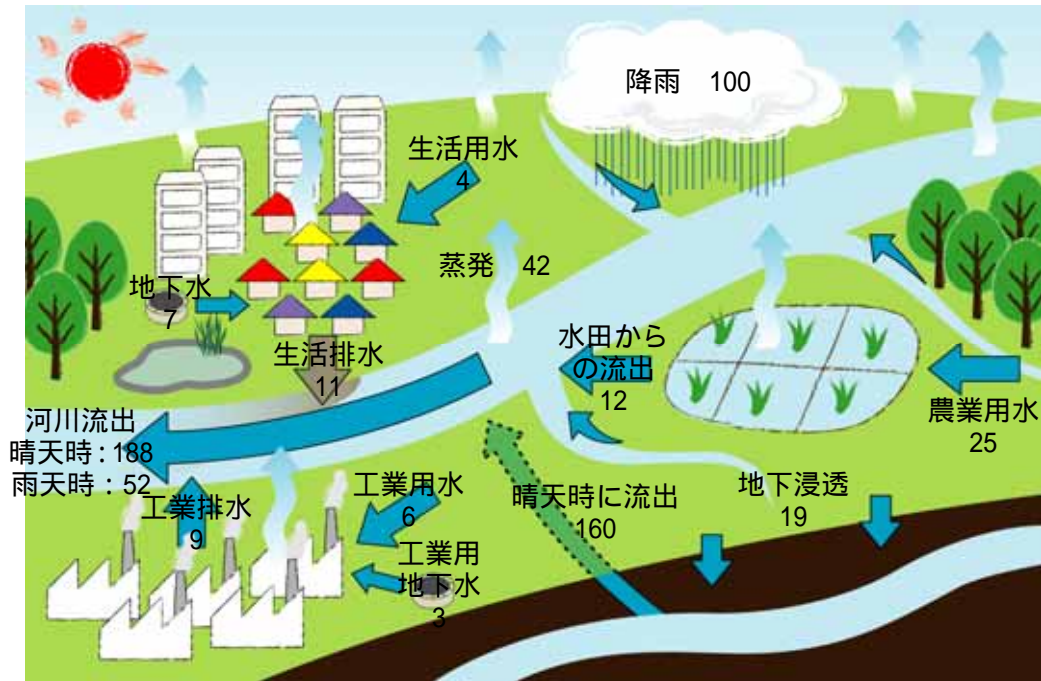 降雨 100
生活用水
4
蒸発 42
地下水
7
生活排水
11
水田から
の流出
12
農業用水
25
河川流出
晴天時:188
雨天時:52
工業排水
9
工業用水
6
工業用
地下水
3
晴天時に流出
160
地下浸透
19